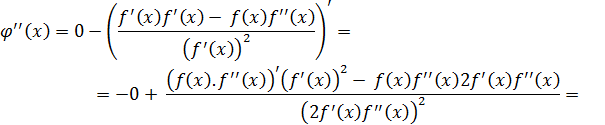 φ''(x) = 0 − ( (f'(x)f'(x) − f(x)f''(x)) / (f'(x))² )' =
= −0 + ( (f(x).f''(x))'(f'(x))² − f(x)f''(x)2f'(x)f''(x) ) / (2f'(x)f''(x))² =